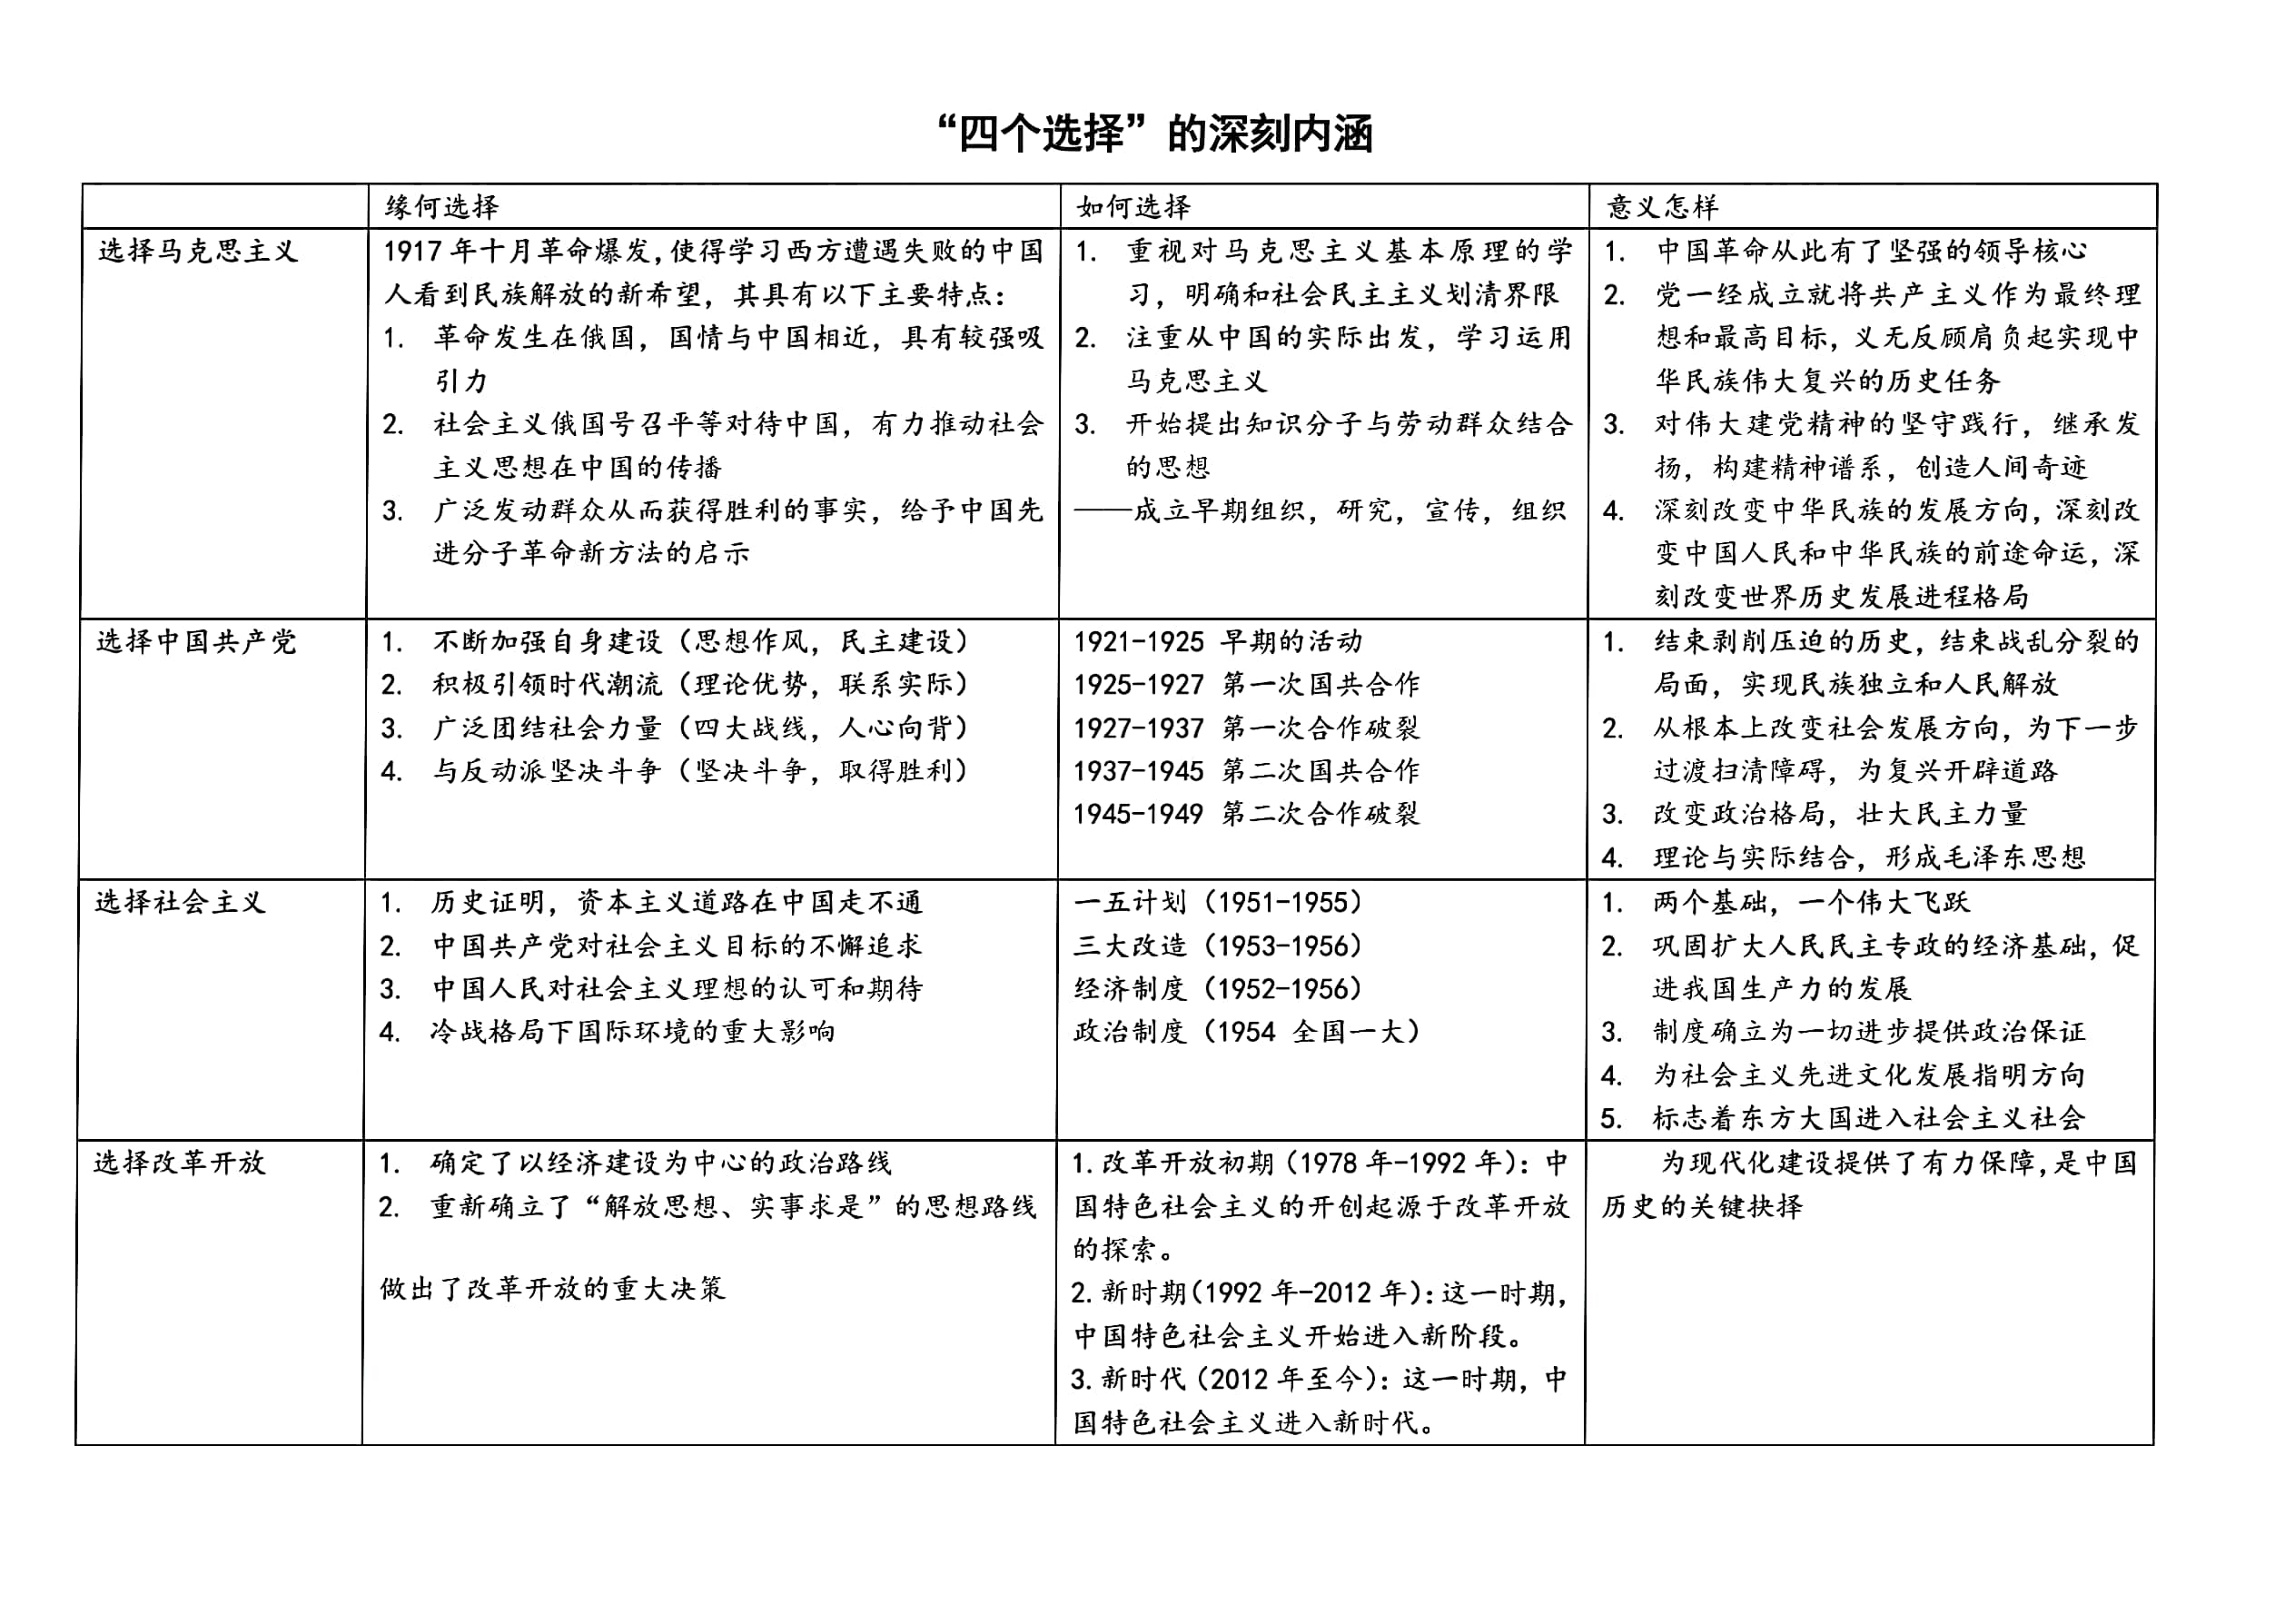 “四个选择”的深刻内涵
缘何选择
如何选择
意义怎样
选择马克思主义
1917年十月革命爆发，使得学习西方遭遇失败的中国
人看到民族解放的新希望，其具有以下主要特点：
1. 革命发生在俄国，国情与中国相近，具有较强吸
引力
2. 社会主义俄国号召平等对待中国，有力推动社会
主义思想在中国的传播
3. 广泛发动群众从而获得胜利的事实，给予中国先
进分子革命新方法的启示
1. 重视对马克思主义基本原理的学
习，明确和社会民主主义划清界限
2. 注重从中国的实际出发，学习运用
马克思主义
3. 开始提出知识分子与劳动群众结合
的思想
——成立早期组织，研究，宣传，组织
1. 中国革命从此有了坚强的领导核心
2. 党一经成立就将共产主义作为最终理
想和最高目标，义无反顾肩负起实现中
华民族伟大复兴的历史任务
3. 对伟大建党精神的坚守践行，继承发
扬，构建精神谱系，创造人间奇迹
4. 深刻改变中华民族的发展方向，深刻改
变中国人民和中华民族的前途命运，深
刻改变世界历史发展进程格局
选择中国共产党
1. 不断加强自身建设（思想作风，民主建设）
2. 积极引领时代潮流（理论优势，联系实际）
3. 广泛团结社会力量（四大战线，人心向背）
4. 与反动派坚决斗争（坚决斗争，取得胜利）
1921-1925 早期的活动
1925-1927 第一次国共合作
1927-1937 第一次合作破裂
1937-1945 第二次国共合作
1945-1949 第二次合作破裂
1. 结束剥削压迫的历史，结束战乱分裂的
局面，实现民族独立和人民解放
2. 从根本上改变社会发展方向，为下一步
过渡扫清障碍，为复兴开辟道路
3. 改变政治格局，壮大民主力量
4. 理论与实际结合，形成毛泽东思想
选择社会主义
1. 历史证明，资本主义道路在中国走不通
2. 中国共产党对社会主义目标的不懈追求
3. 中国人民对社会主义理想的认可和期待
4. 冷战格局下国际环境的重大影响
一五计划（1951-1955）
三大改造（1953-1956）
经济制度（1952-1956）
政治制度（1954 全国一大）
1. 两个基础，一个伟大飞跃
2. 巩固扩大人民民主专政的经济基础，促
进我国生产力的发展
3. 制度确立为一切进步提供政治保证
4. 为社会主义先进文化发展指明方向
5. 标志着东方大国进入社会主义社会
选择改革开放
1. 确定了以经济建设为中心的政治路线
2. 重新确立了“解放思想、实事求是”的思想路线
做出了改革开放的重大决策
1.改革开放初期（1978年-1992年）：中
国特色社会主义的开创起源于改革开放
的探索。
2.新时期（1992年-2012年）：这一时期，
中国特色社会主义开始进入新阶段。
3.新时代（2012年至今）：这一时期，中
国特色社会主义进入新时代。
为现代化建设提供了有力保障，是中国
历史的关键抉择